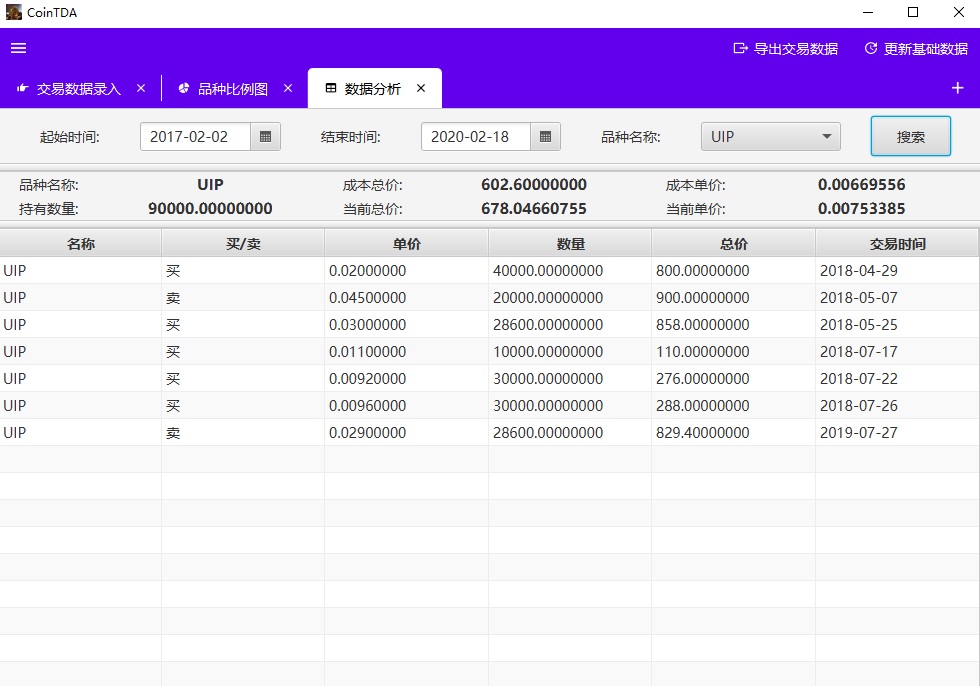 CoinTDA
导出交易数据 更新基础数据
交易数据录入 品种比例图 数据分析
起始时间: 2017-02-02 结束时间: 2020-02-18 品种名称: UIP 搜索
品种名称: UIP 成本总价: 602.60000000 成本单价: 0.00669556
持有数量: 90000.00000000 当前总价: 678.04660755 当前单价: 0.00753385
名称 买/卖 单价 数量 总价 交易时间
UIP 买 0.02000000 40000.00000000 800.00000000 2018-04-29
UIP 卖 0.04500000 20000.00000000 900.00000000 2018-05-07
UIP 买 0.03000000 28600.00000000 858.00000000 2018-05-25
UIP 买 0.01100000 10000.00000000 110.00000000 2018-07-17
UIP 买 0.00920000 30000.00000000 276.00000000 2018-07-22
UIP 买 0.00960000 30000.00000000 288.00000000 2018-07-26
UIP 卖 0.02900000 28600.00000000 829.40000000 2019-07-27